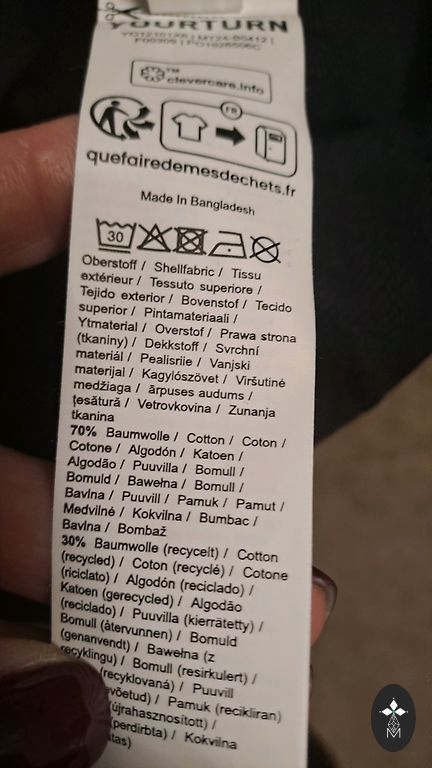 YOURTURN
clevercare.info
TM
FR
quefairedemesdechets.fr
Made In Bangladesh
30
Oberstoff / Shellfabric / Tissu
extérieur / Tessuto superiore /
Tejido exterior / Bovenstof / Tecido
superior / Pintamateriaali /
Ytmaterial / Overstof / Prawa strona
(tkaniny) / Dekkstoff / Svrchní
materiál / Pealisriie / Vanjski
materijal / Kagylószövet / Viršutinė
medžiaga / ārpuses audums /
țesătură / Vetrovkovina / Zunanja
tkanina
70% Baumwolle / Cotton / Coton /
Cotone / Algodón / Katoen /
Algodão / Puuvilla / Bomull /
Bomuld / Bawełna / Bomull /
Bavlna / Puuvill / Pamuk / Pamut /
Medvilnė / Kokvilna / Bumbac /
Bavlna / Bombaž
30% Baumwolle (recycelt) / Cotton
(recycled) / Coton (recyclé) / Cotone
(riciclato) / Algodón (reciclado) /
Katoen (gerecycled) / Algodão
(reciclado) / Puuvilla (kierrätetty) /
Bomull (återvunnen) / Bomuld
(genanvendt) / Bawełna (z
recyklingu) / Bomull (resirkulert) /
(recyklovaná) / Puuvill
Pamuk (recikliran)
(újrahasznosított) /
(perdirbta) / Kokvilna
M